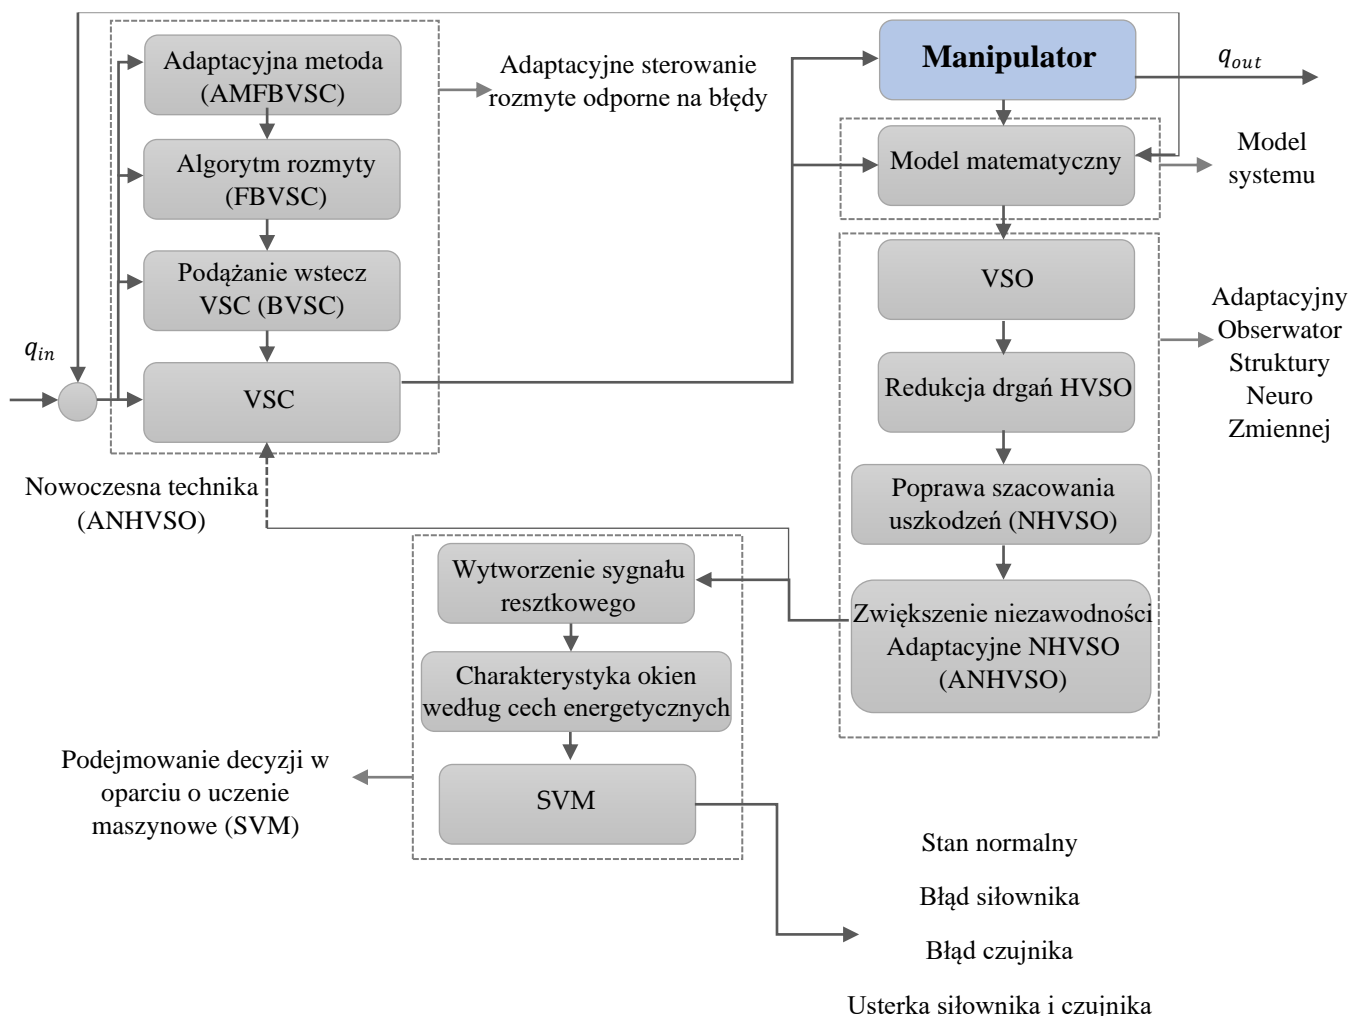 Adaptacyjna metoda
(AMFBVSC)
Algorytm rozmyty
(FBVSC)
Podążanie wstecz
VSC (BVSC)
VSC
q_in
Adaptacyjne sterowanie
rozmyte odporne na błędy
Manipulator
q_out
Model matematyczny
Model
systemu
VSO
Redukcja drgań HVSO
Poprawa szacowania
uszkodzeń (NHVSO)
Zwiększenie niezawodności
Adaptacyjne NHVSO
(ANHVSO)
Adaptacyjny
Obserwator
Struktury
Neuro
Zmiennej
Nowoczesna technika
(ANHVSO)
Wytworzenie sygnału
resztkowego
Charakterystyka okien
według cech energetycznych
SVM
Podejmowanie decyzji w
oparciu o uczenie
maszynowe (SVM)
Stan normalny
Błąd siłownika
Błąd czujnika
Usterka siłownika i czujnika